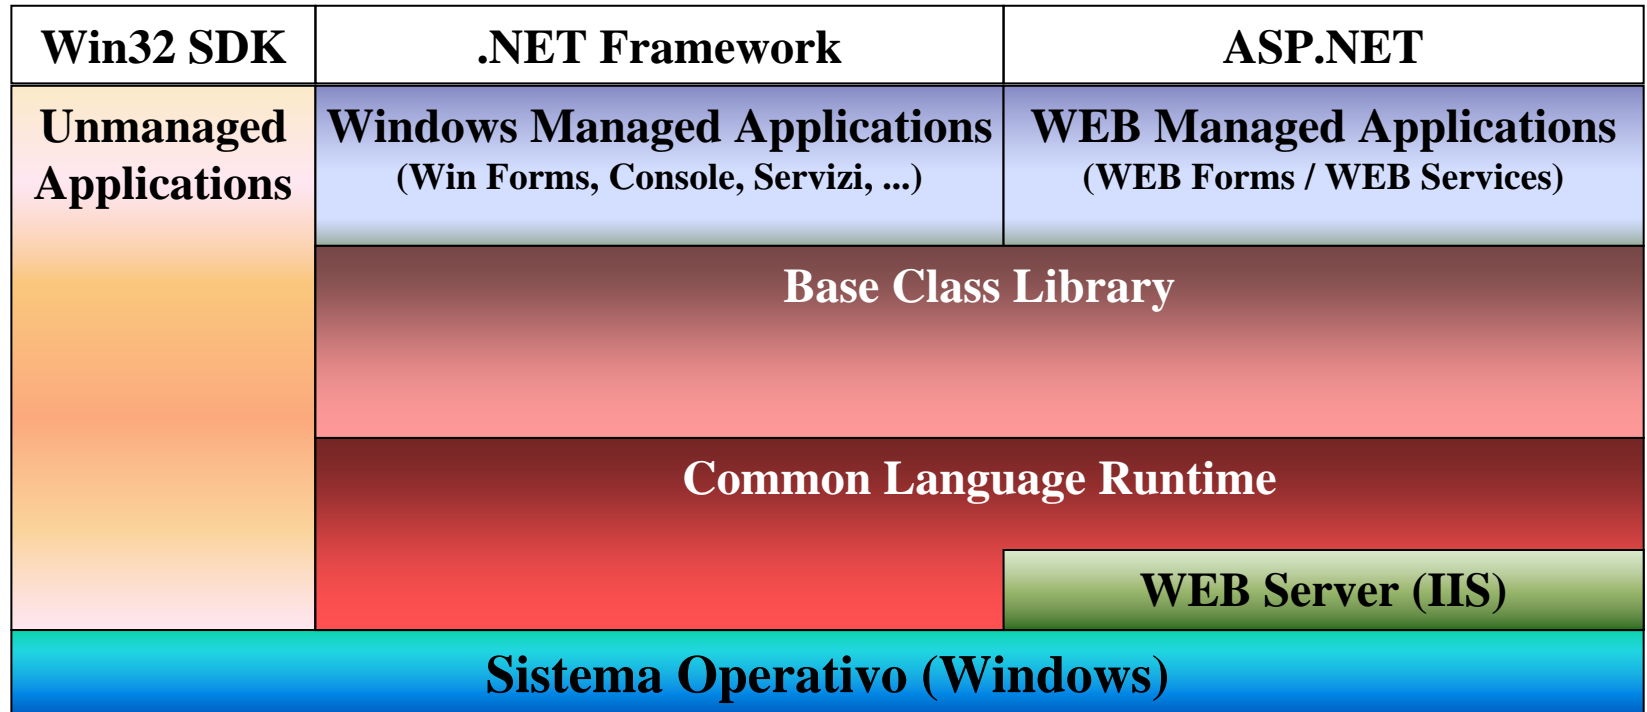 Win32 SDK
.NET Framework
ASP.NET
Unmanaged
Applications
Windows Managed Applications
(Win Forms, Console, Servizi, ...)
WEB Managed Applications
(WEB Forms / WEB Services)
Base Class Library
Common Language Runtime
WEB Server (IIS)
Sistema Operativo (Windows)